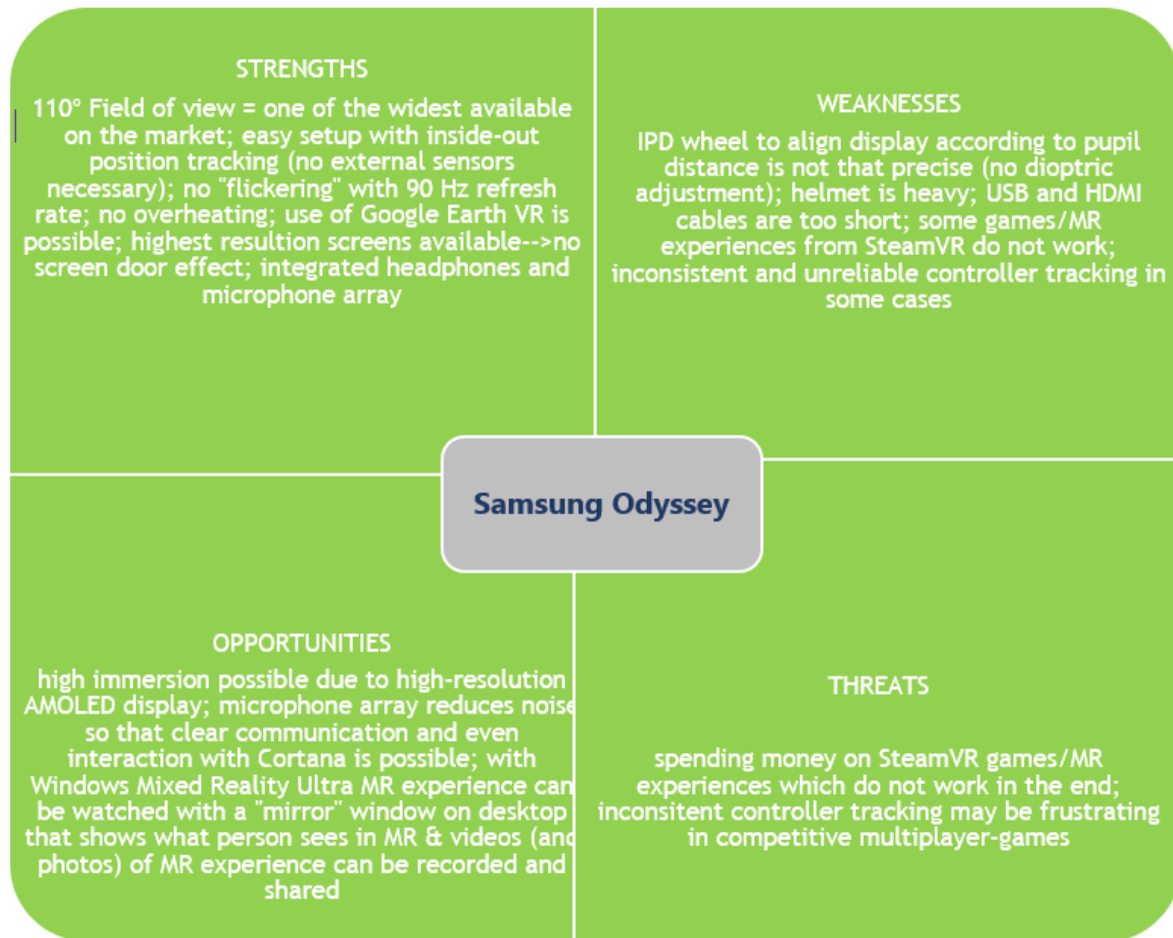 STRENGTHS
110º Field of view = one of the widest available
on the market; easy setup with inside-out
position tracking (no external sensors
necessary); no "flickering" with 90 Hz refresh
rate; no overheating; use of Google Earth VR is
possible; highest resultion screens available-->no
screen door effect; integrated headphones and
microphone array
WEAKNESSES
IPD wheel to align display according to pupil
distance is not that precise (no dioptric
adjustment); helmet is heavy; USB and HDMI
cables are too short; some games/MR
experiences from SteamVR do not work;
inconsistent and unreliable controller tracking in
some cases
Samsung Odyssey
OPPORTUNITIES
high immersion possible due to high-resolution
AMOLED display; microphone array reduces noise
so that clear communication and even
interaction with Cortana is possible; with
Windows Mixed Reality Ultra MR experience can
be watched with a "mirror" window on desktop
that shows what person sees in MR & videos (and
photos) of MR experience can be recorded and
shared
THREATS
spending money on SteamVR games/MR
experiences which do not work in the end;
inconsitent controller tracking may be frustrating
in competitive multiplayer-games